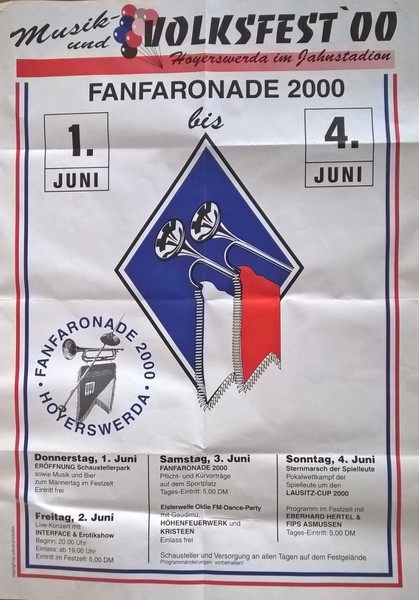 Musik-
und VOLKSFEST`00
Hoyerswerda im Jahnstadion
FANFARONADE 2000
bis
1.
JUNI
4.
JUNI
FANFARONADE 2000
HOYERSWERDA
Donnerstag, 1. Juni
ERÖFFNUNG Schaustellerpark
sowie Musik und Bier
zum Männertag im Festzelt
Eintritt frei
Freitag, 2. Juni
Live-Konzert mit
INTERFACE & Erotikshow
Beginn: 20.00 Uhr
Einlass: ab 19.00 Uhr
Eintritt im Festzelt: 5,00 DM
Samstag, 3. Juni
FANFARONADE 2000
Pflicht- und Kürvorträge
auf dem Sportplatz
Tages-Eintritt: 5,00 DM
Elsterwelle Oldie FM-Dance-Party
mit Gaudimu,
HÖHENFEUERWERK und
KRISTEEN
Einlass frei
Sonntag, 4. Juni
Sternmarsch der Spielleute
Pokalwettkampf der
Spielleute um den
LAUSITZ-CUP 2000
Programm im Festzelt mit
EBERHARD HERTEL &
FIPS ASMUSSEN
Tages-Eintritt: 5,00 DM
Schausteller und Versorgung an allen Tagen auf dem Festgelände
Programmänderungen vorbehalten!